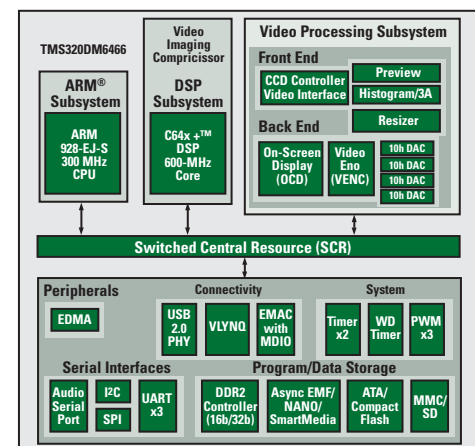 TMS320DM6466
ARM®
Subsystem
ARM
928-EJ-S
300 MHz
CPU
Video
Imaging
Compricissor
DSP
Subsystem
C64x +™
DSP
600-MHz
Core
Video Processing Subsystem
Front End
CCD Controller
Video Interface
Preview
Histogram/3A
Resizer
Back End
On-Screen
Display
(OCD)
Video
Eno
(VENC)
10h DAC
10h DAC
10h DAC
10h DAC
Switched Central Resource (SCR)
Peripherals
EDMA
Connectivity
USB
2.0
PHY
VLYNQ
EMAC
with
MDIO
System
Timer
x2
WD
Timer
PWM
x3
Serial Interfaces
Audio
Serial
Port
I²C
SPI
UART
x3
Program/Data Storage
DDR2
Controller
(16b/32b)
Async EMF/
NANO/
SmartMedia
ATA/
Compact
Flash
MMC/
SD